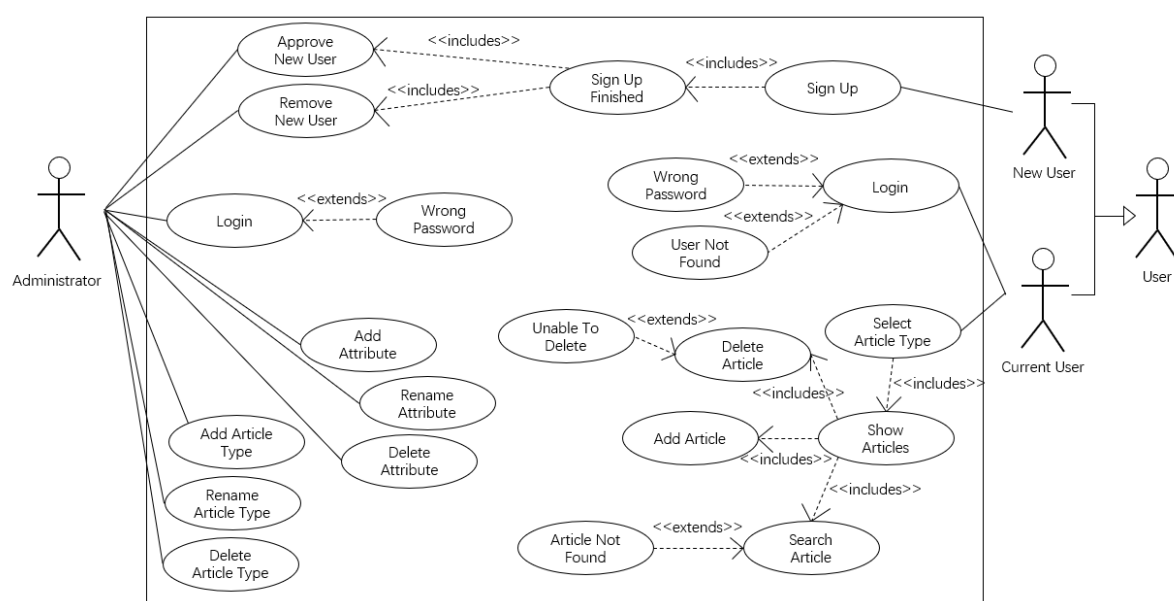 Approve
New User
<<includes>>
Sign Up
Finished
<<includes>>
Sign Up
Remove
New User
<<includes>>
New User
Administrator
Login
<<extends>>
Wrong
Password
Wrong
Password
<<extends>>
Login
<<extends>>
User Not
Found
User
Current User
Add
Attribute
Rename
Attribute
Delete
Attribute
Add Article
Type
Rename
Article Type
Delete
Article Type
Unable To
Delete
<<extends>>
Delete
Article
Select
Article Type
<<includes>>
<<includes>>
Add Article
<<includes>>
Show
Articles
<<includes>>
Article Not
Found
<<extends>>
Search
Article